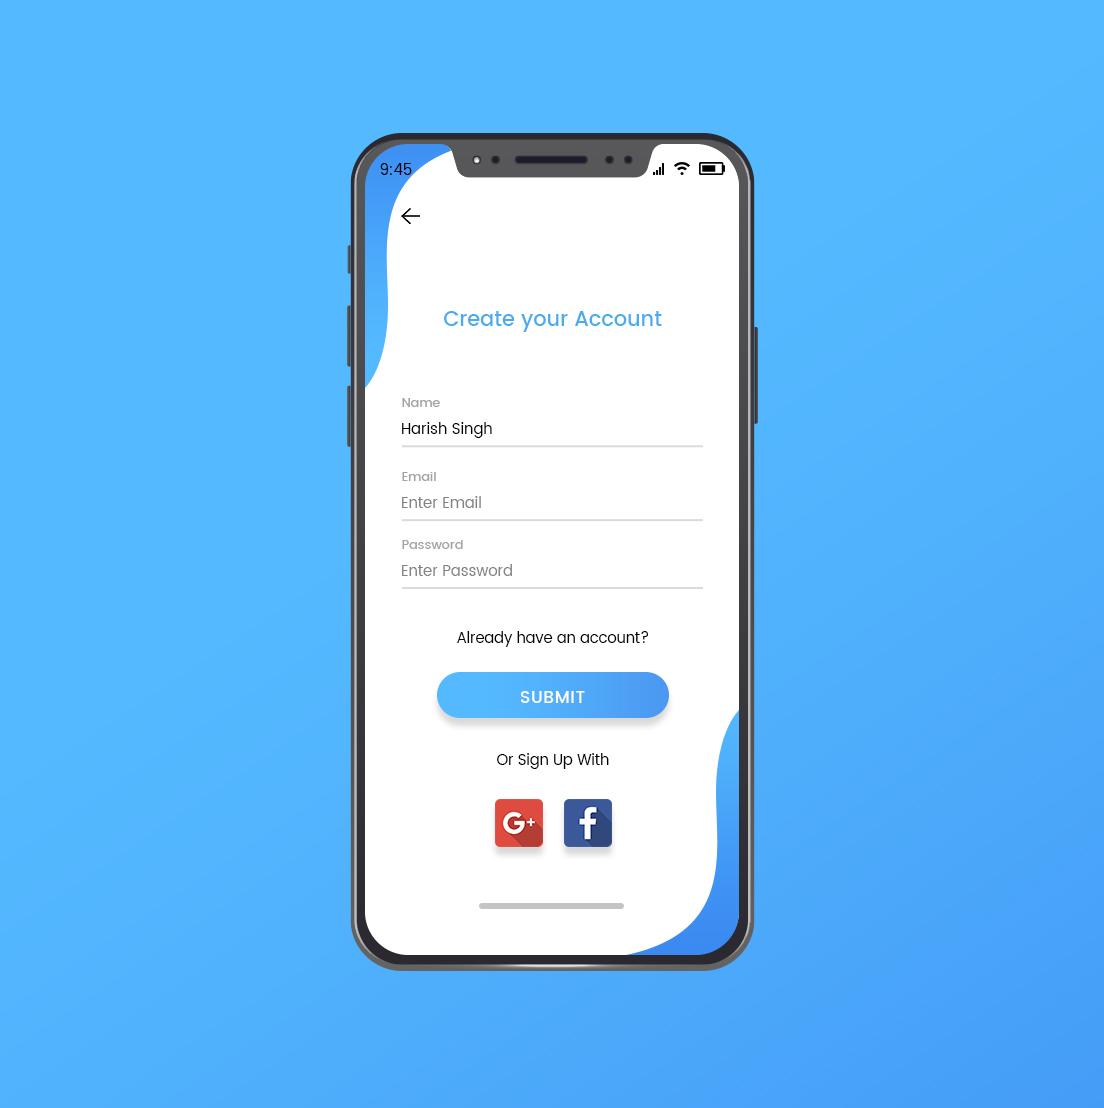 9:45
Create your Account
Name
Harish Singh
Email
Enter Email
Password
Enter Password
Already have an account?
SUBMIT
Or Sign Up With
G+ f